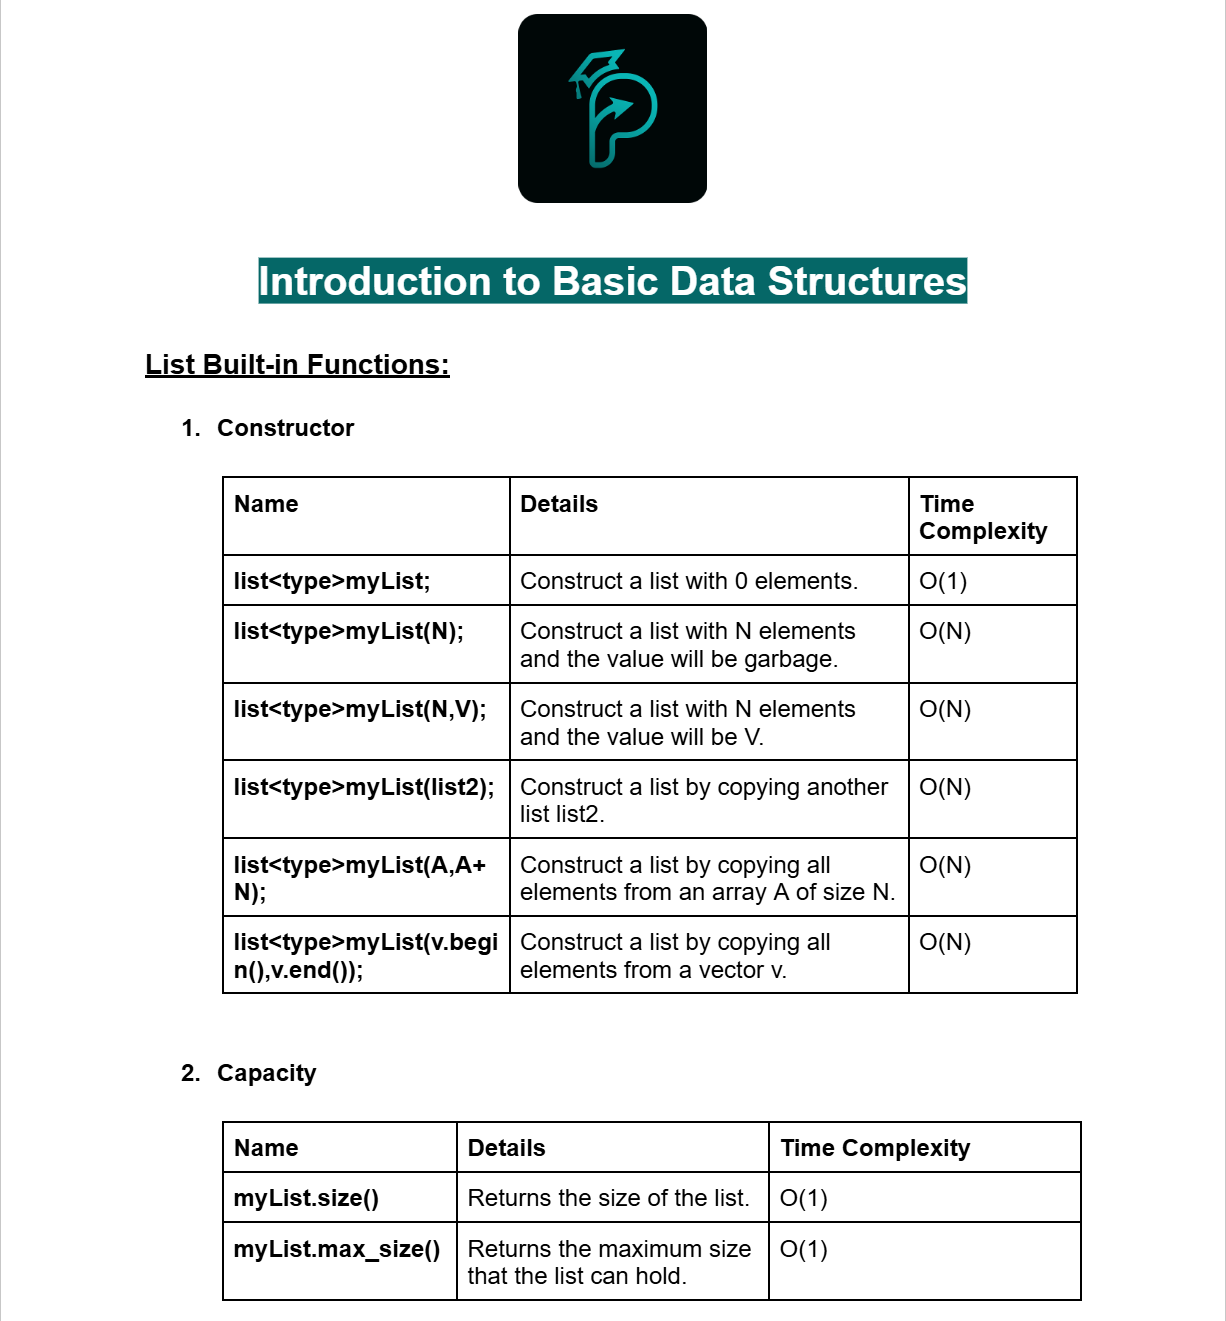 Introduction to Basic Data Structures
List Built-in Functions:
1. Constructor
Name Details Time
Complexity
list<type>myList; Construct a list with 0 elements. O(1)
list<type>myList(N); Construct a list with N elements O(N)
and the value will be garbage.
list<type>myList(N,V); Construct a list with N elements O(N)
and the value will be V.
list<type>myList(list2); Construct a list by copying another O(N)
list list2.
list<type>myList(A,A+ Construct a list by copying all O(N)
N); elements from an array A of size N.
list<type>myList(v.begi Construct a list by copying all O(N)
n(),v.end()); elements from a vector v.
2. Capacity
Name Details Time Complexity
myList.size() Returns the size of the list. O(1)
myList.max_size() Returns the maximum size O(1)
that the list can hold.